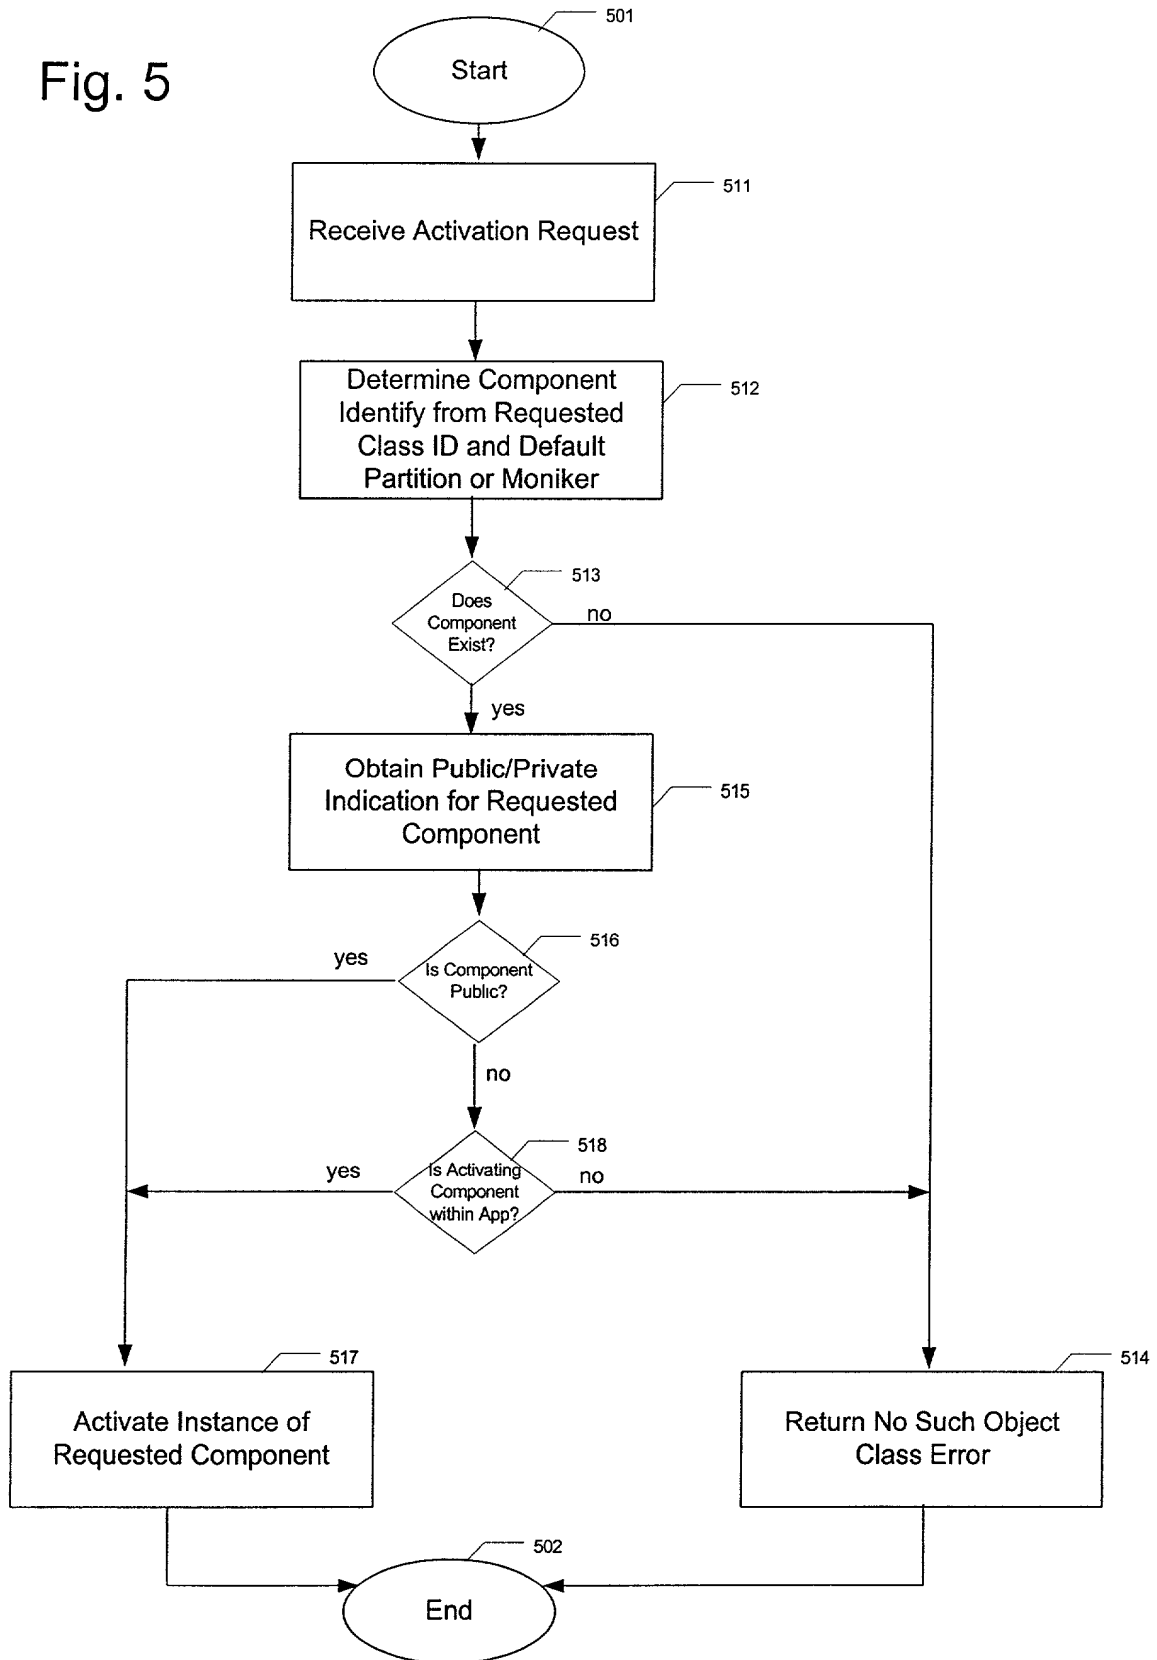 501
Fig. 5
Start
511
Receive Activation Request
512
Determine Component
Identify from Requested
Class ID and Default
Partition or Moniker
513
Does
Component
Exist?
no
yes
Obtain Public/Private
Indication for Requested
Component
515
516
yes
Is Component
Public?
no
518
yes
Is Activating
Component
within App?
no
517
514
Activate Instance of
Requested Component
Return No Such Object
Class Error
502
End